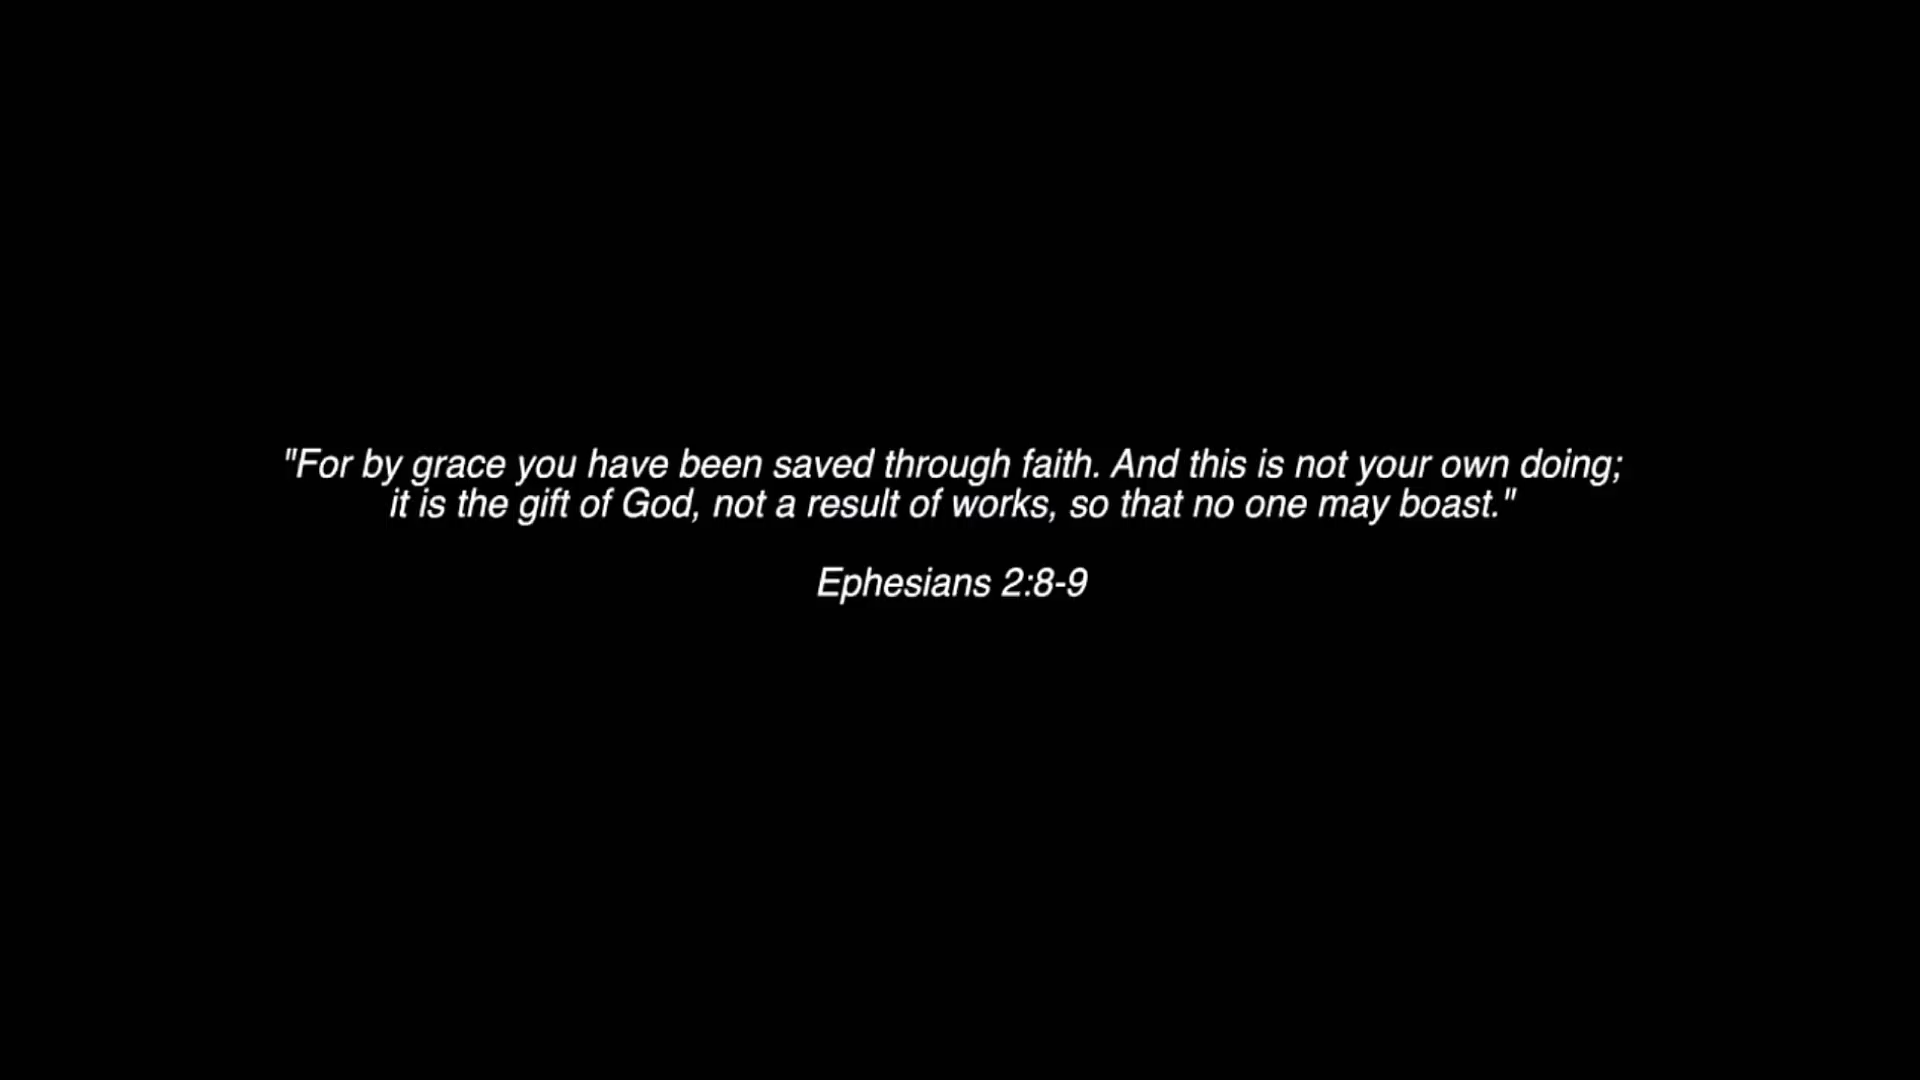 "For by grace you have been saved through faith. And this is not your own doing;
it is the gift of God, not a result of works, so that no one may boast."
Ephesians 2:8-9